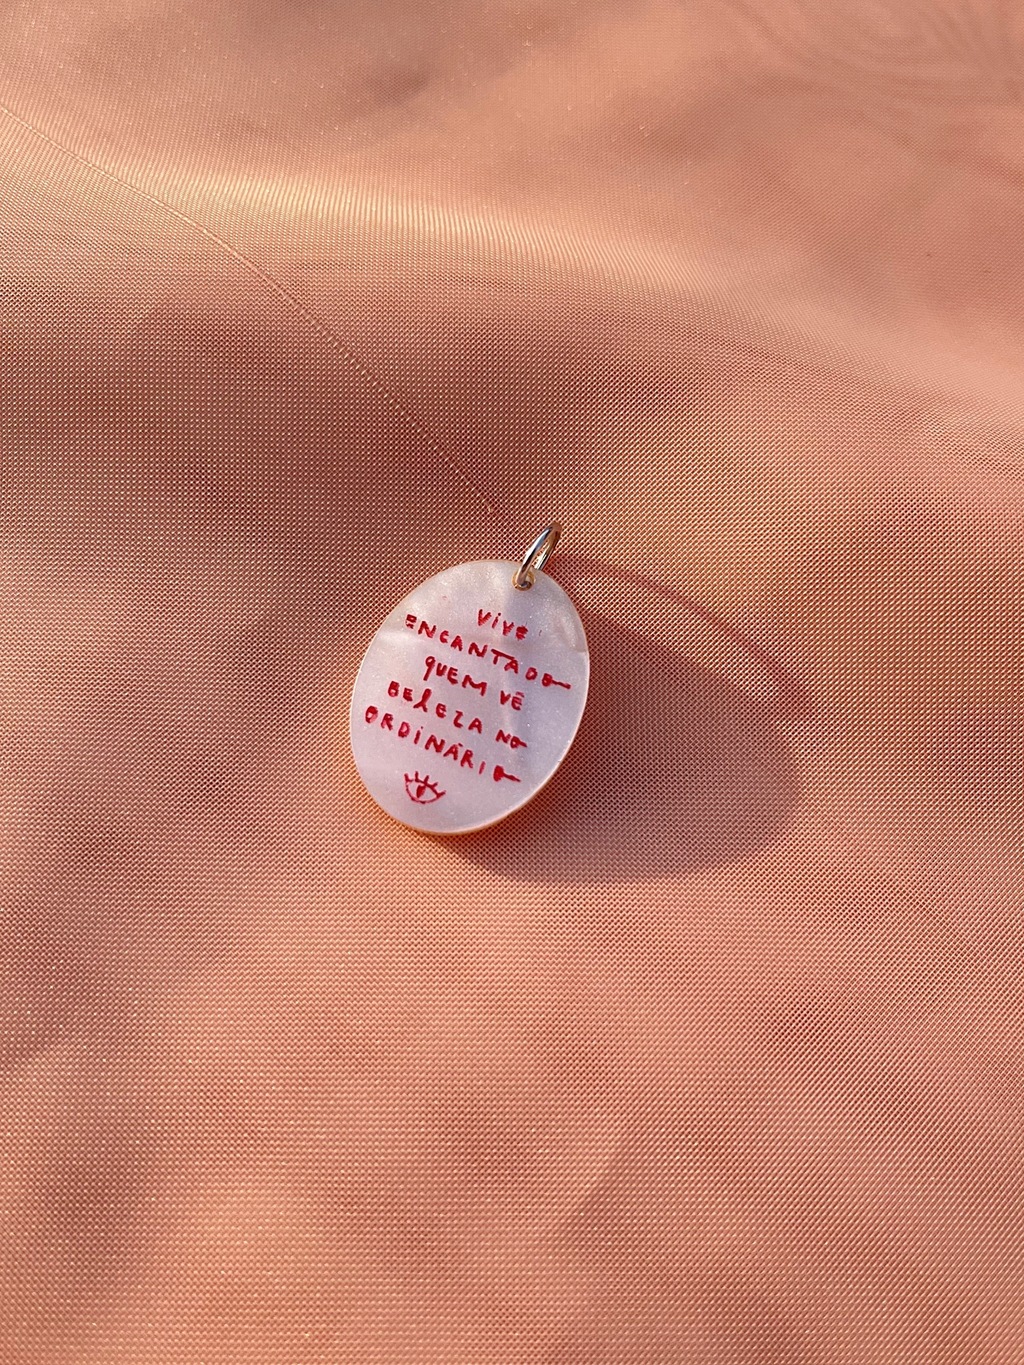 ViVE
ENCANTADO
QUEM VÊ
BElEZA NO
ORDiNÁRIO